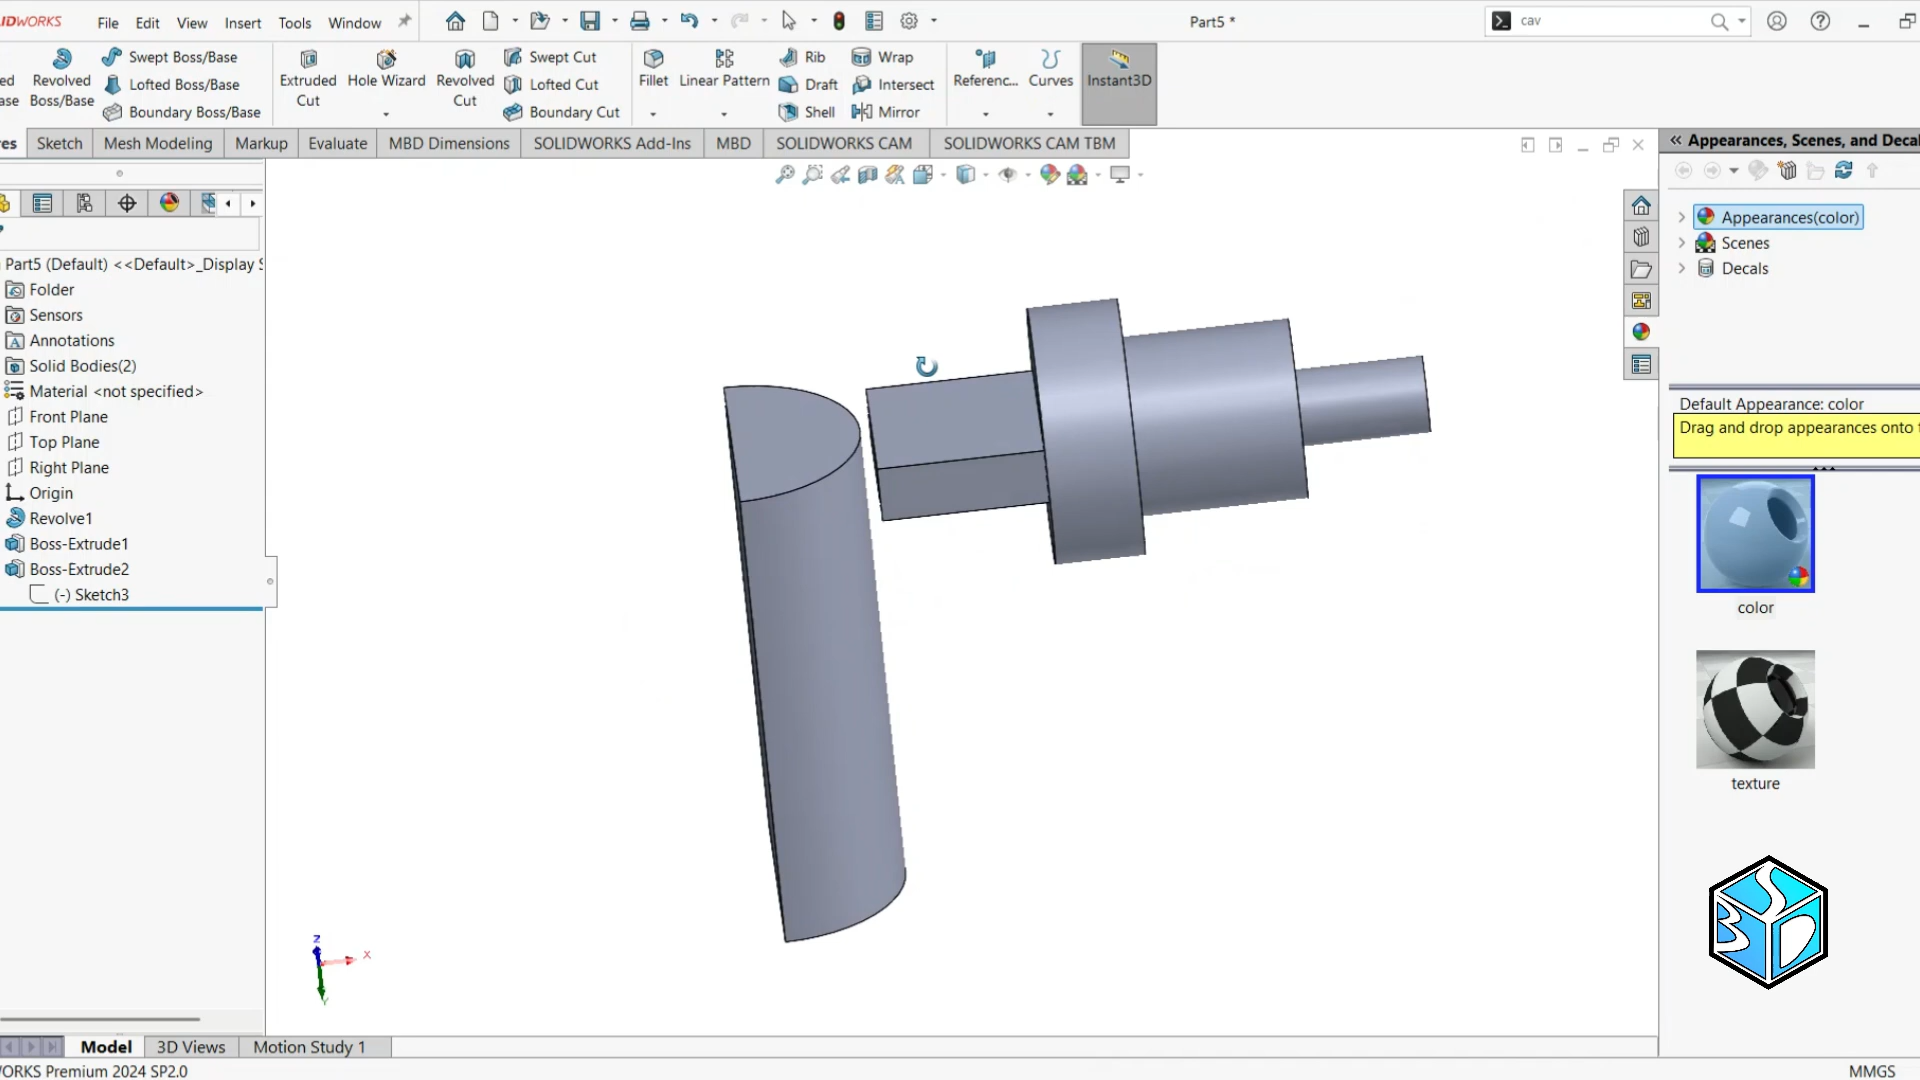 IDWORKS File Edit View Insert Tools Window Part5 * cav
ed
ase
Revolved
Boss/Base
Swept Boss/Base
Lofted Boss/Base
Boundary Boss/Base
Extruded
Cut
Hole Wizard
Revolved
Cut
Swept Cut
Lofted Cut
Boundary Cut
Fillet
Linear Pattern
Rib
Draft
Shell
Wrap
Intersect
Mirror
Referenc...
Curves
Instant3D
es Sketch Mesh Modeling Markup Evaluate MBD Dimensions SOLIDWORKS Add-Ins MBD SOLIDWORKS CAM SOLIDWORKS CAM TBM
Part5 (Default) <<Default>_Display S
Folder
Sensors
Annotations
Solid Bodies(2)
Material <not specified>
Front Plane
Top Plane
Right Plane
Origin
Revolve1
Boss-Extrude1
Boss-Extrude2
(-) Sketch3
Z
X
Y
Appearances, Scenes, and Decal
Appearances(color)
Scenes
Decals
Default Appearance: color
Drag and drop appearances onto t
color
texture
S
B
D
Model 3D Views Motion Study 1
ORKS Premium 2024 SP2.0
MMGS